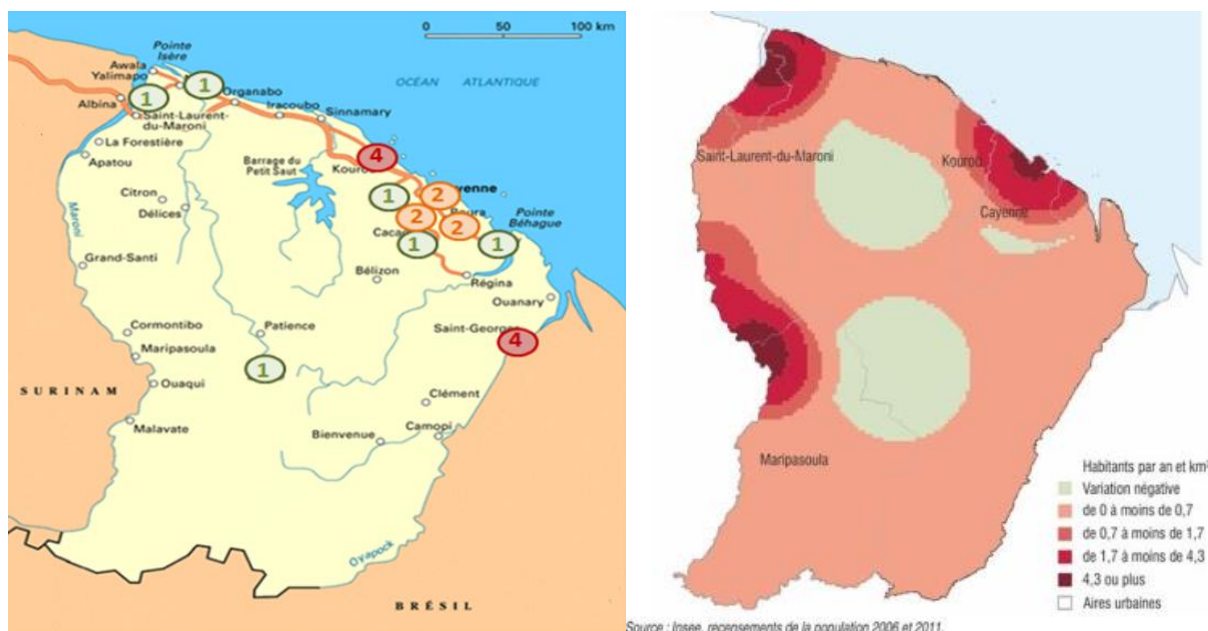 0 50 100 km
Pointe
Isère
Awala
Yalimapo
OCÉAN ATLANTIQUE
1
1
Organabo
Albina
Iracoubo
Sinnamary
Saint-Laurent-
du-Maroni
La Forestière
4
Apatou
Barrage du
Petit Saut
Citron
1
2
Délices
2
2
Pointe
Béhague
1
1
Maroni
Grand-Santi
Bélizon
Régina
Ouanary
Cormontibo
Patience
Saint-Georges
4
Maripasoula
1
Ouaqui
SURINAM
Clément
Malavate
Bienvenue
Camopi
Oyapock
BRÉSIL
Saint-Laurent-du-Maroni
Kourou
Cayenne
Maripasoula
Habitants par an et km²
Variation négative
de 0 à moins de 0,7
de 0,7 à moins de 1,7
de 1,7 à moins de 4,3
4,3 ou plus
Aires urbaines
Source : Insee, recensements de la population 2006 et 2011.